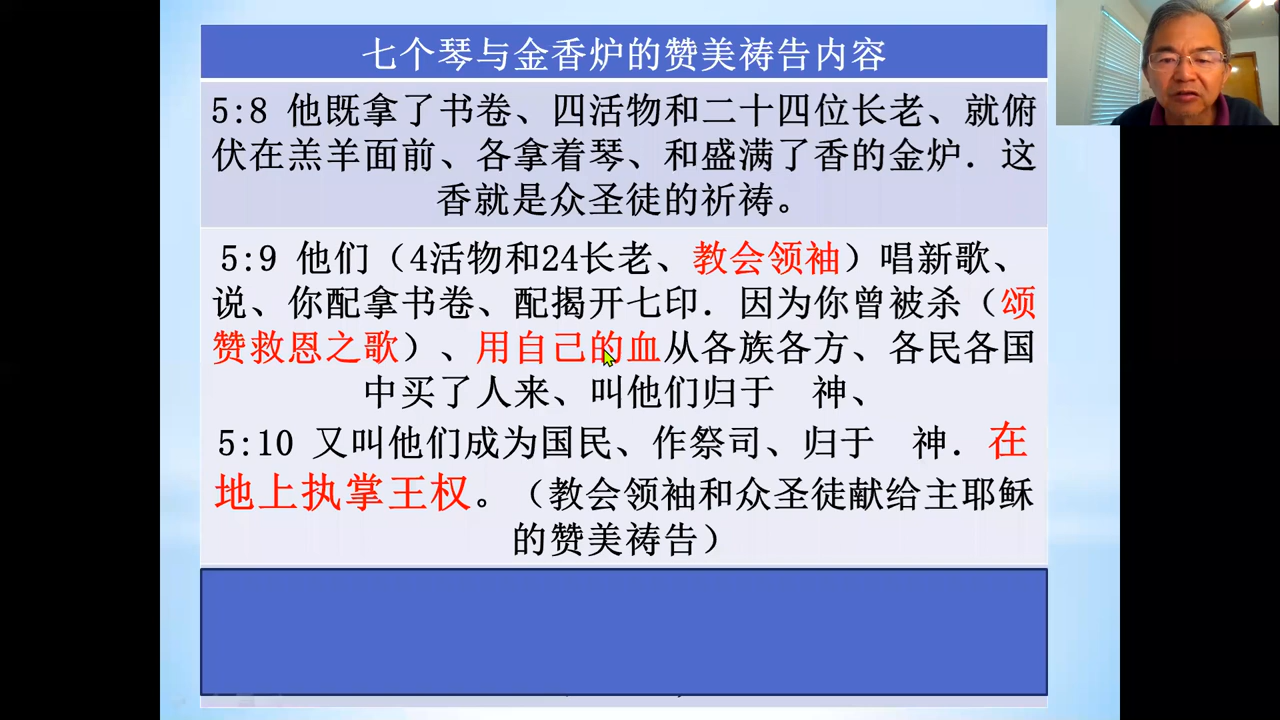 七个琴与金香炉的赞美祷告内容
5:8 他既拿了书卷、四活物和二十四位长老、就俯
伏在羔羊面前、各拿着琴、和盛满了香的金炉．这
香就是众圣徒的祈祷。
5:9 他们（4活物和24长老、教会领袖）唱新歌、
说、你配拿书卷、配揭开七印．因为你曾被杀（颂
赞救恩之歌）、用自己的血从各族各方、各民各国
中买了人来、叫他们归于　神、
5:10 又叫他们成为国民、作祭司、归于　神．在
地上执掌王权。（教会领袖和众圣徒献给主耶稣
的赞美祷告）